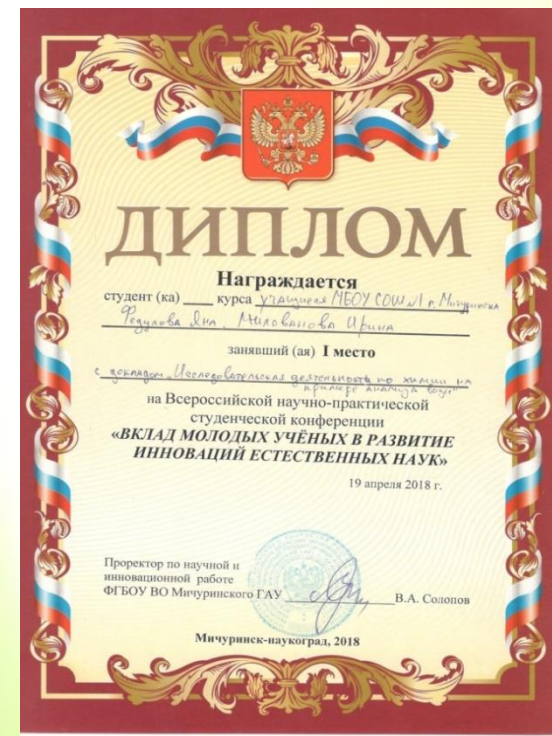 ДИПЛОМ
Награждается
студент (ка) ____ курса учащиеся МБОУ СОШ №1 г. Мичуринска
Федулова Яна, Милованова Ирина
занявший (ая) I место
с докладом „Исследовательская деятельность по химии на
примере анализа воды"
на Всероссийской научно-практической
студенческой конференции
«ВКЛАД МОЛОДЫХ УЧЁНЫХ В РАЗВИТИЕ
ИННОВАЦИЙ ЕСТЕСТВЕННЫХ НАУК»
19 апреля 2018 г.
Проректор по научной и
инновационной работе
ФГБОУ ВО Мичуринского ГАУ
В.А. Солопов
Мичуринск-наукоград, 2018